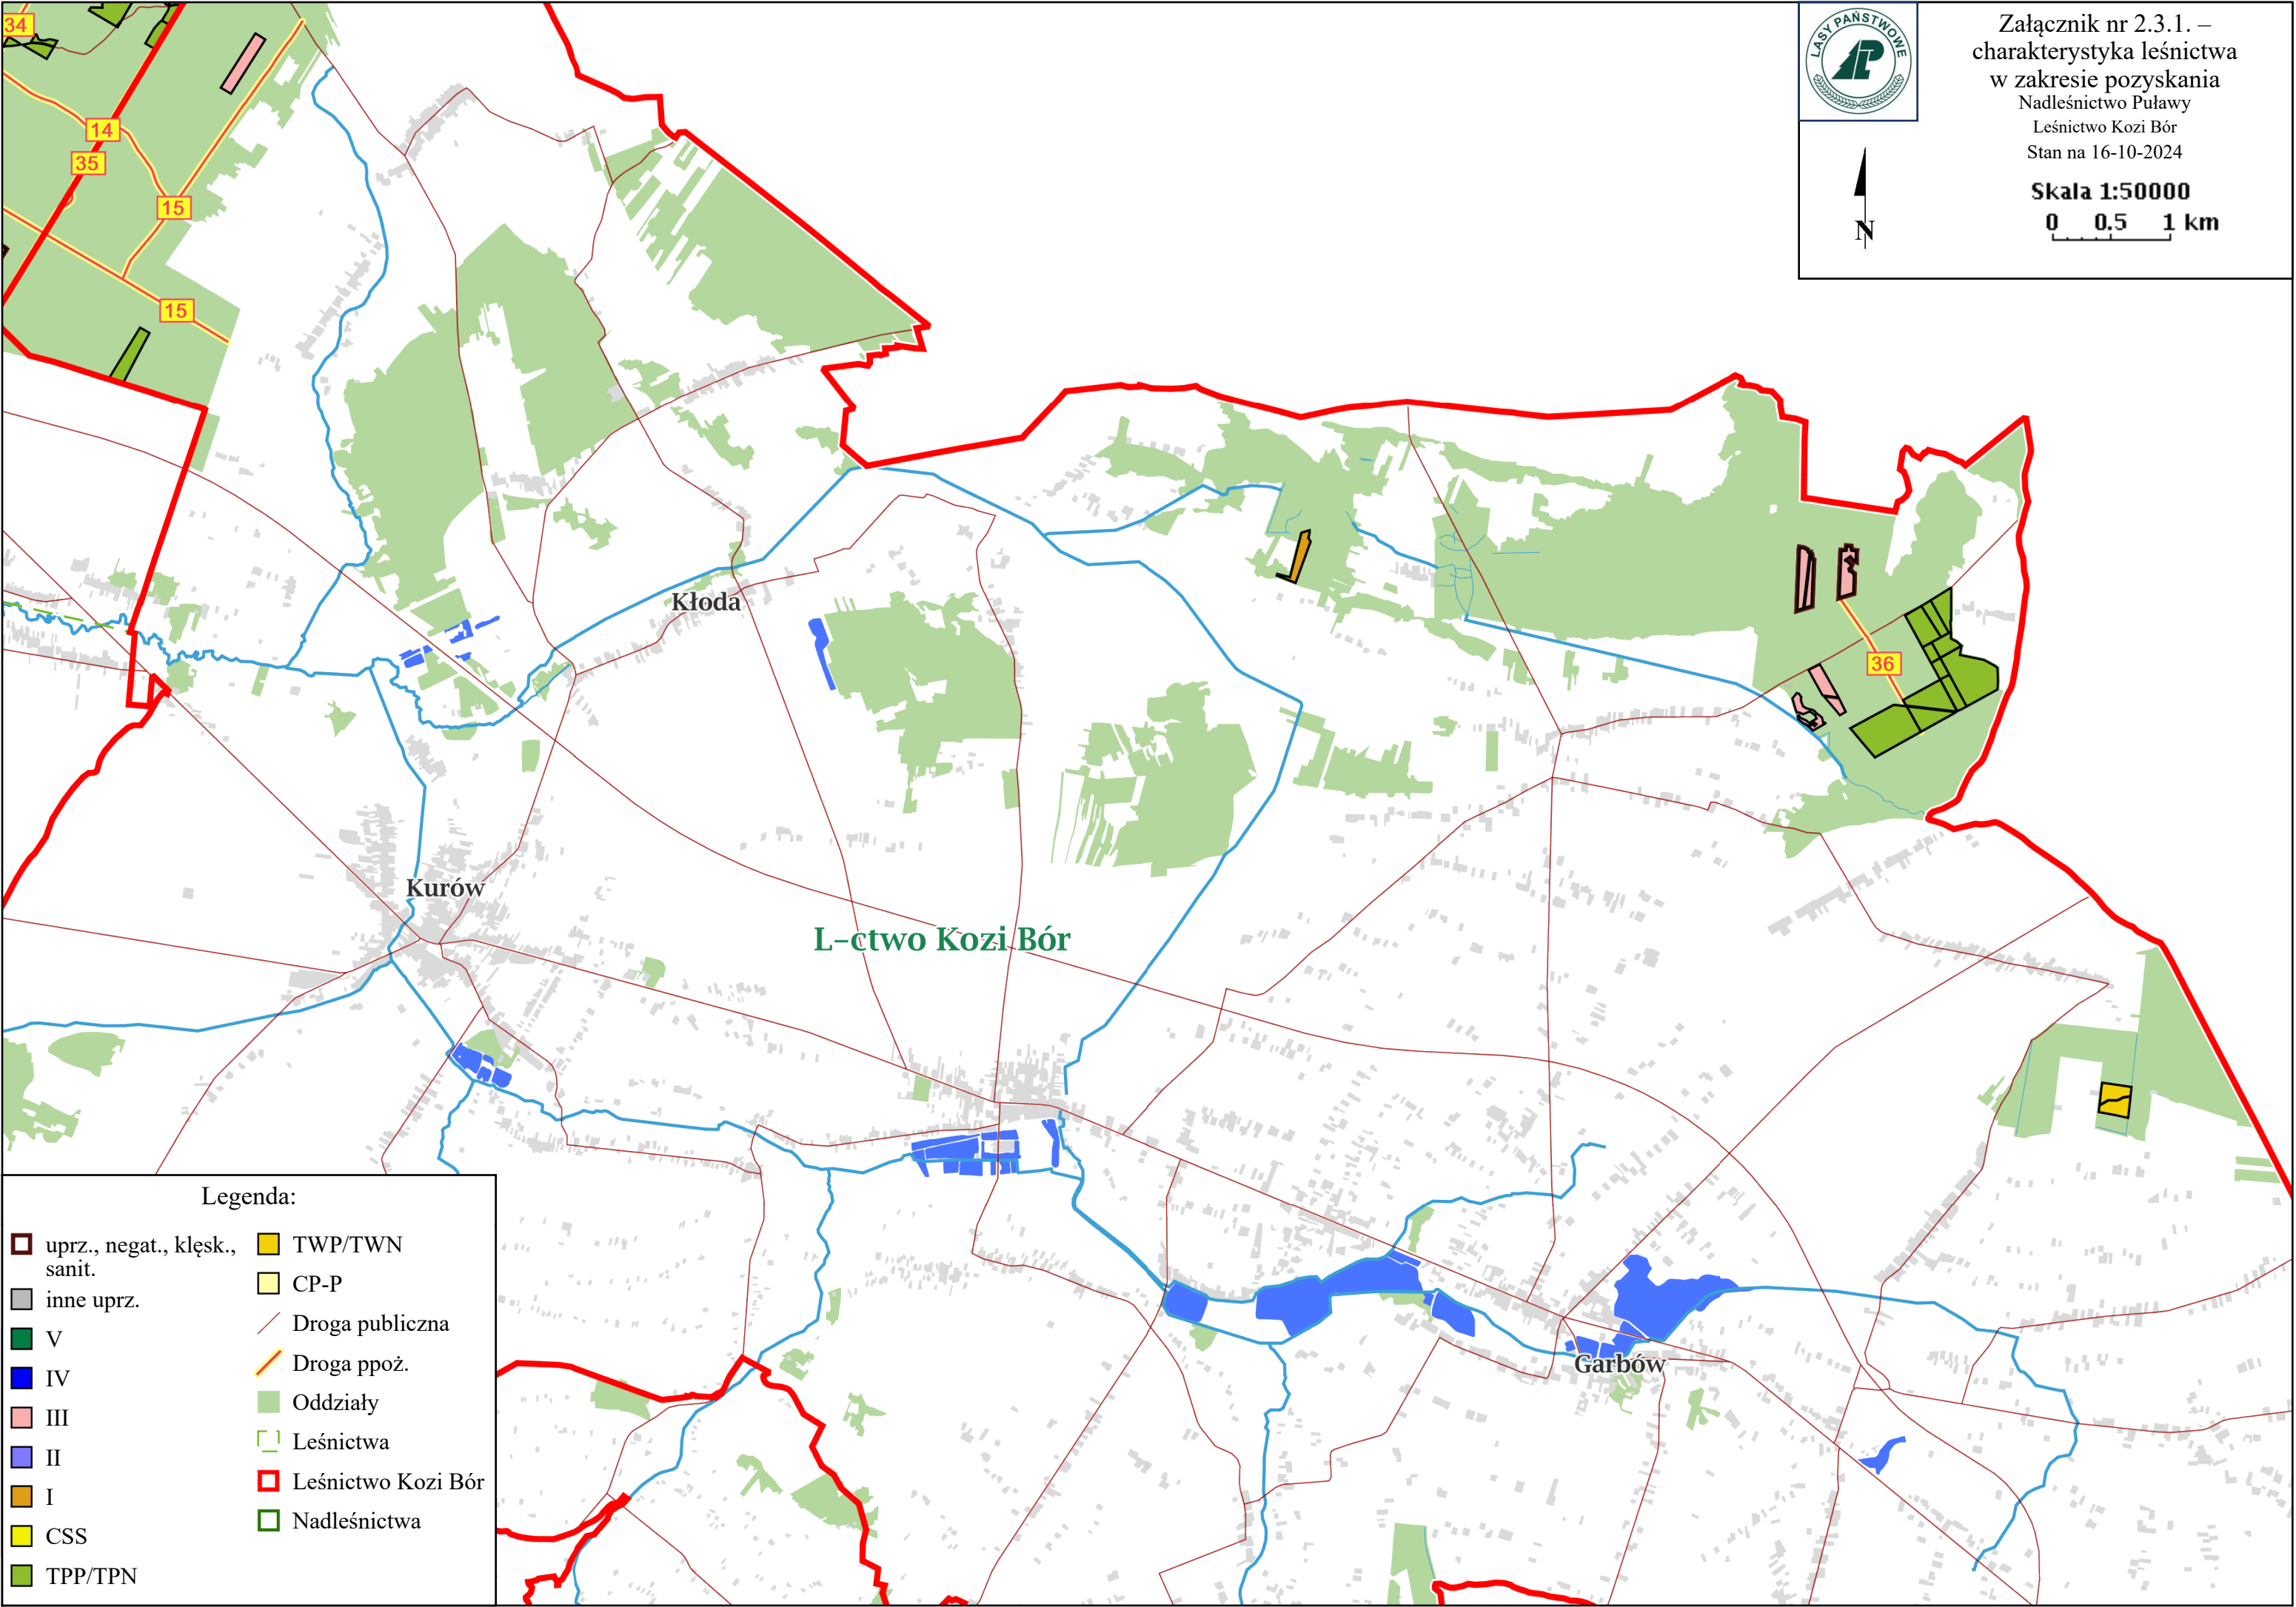 34
14
35
15
15
LASY PAŃSTWOWE
Załącznik nr 2.3.1. –
charakterystyka leśnictwa
w zakresie pozyskania
Nadleśnictwo Puławy
Leśnictwo Kozi Bór
Stan na 16-10-2024
Skala 1:50000
0 0.5 1 km
N
Kłoda
36
Kurów
L-ctwo Kozi Bór
Garbów
Legenda:
uprz., negat., klęsk.,
sanit.
inne uprz.
V
IV
III
II
I
CSS
TPP/TPN
TWP/TWN
CP-P
Droga publiczna
Droga ppoż.
Oddziały
Leśnictwa
Leśnictwo Kozi Bór
Nadleśnictwa